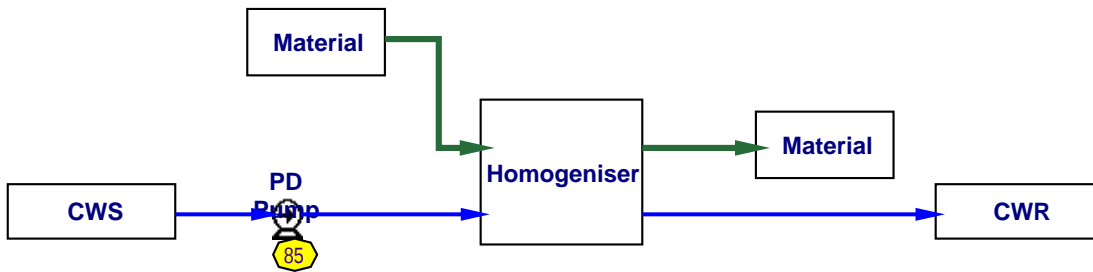 Material
Material
Homogeniser
PD
Pump
CWS
CWR
85